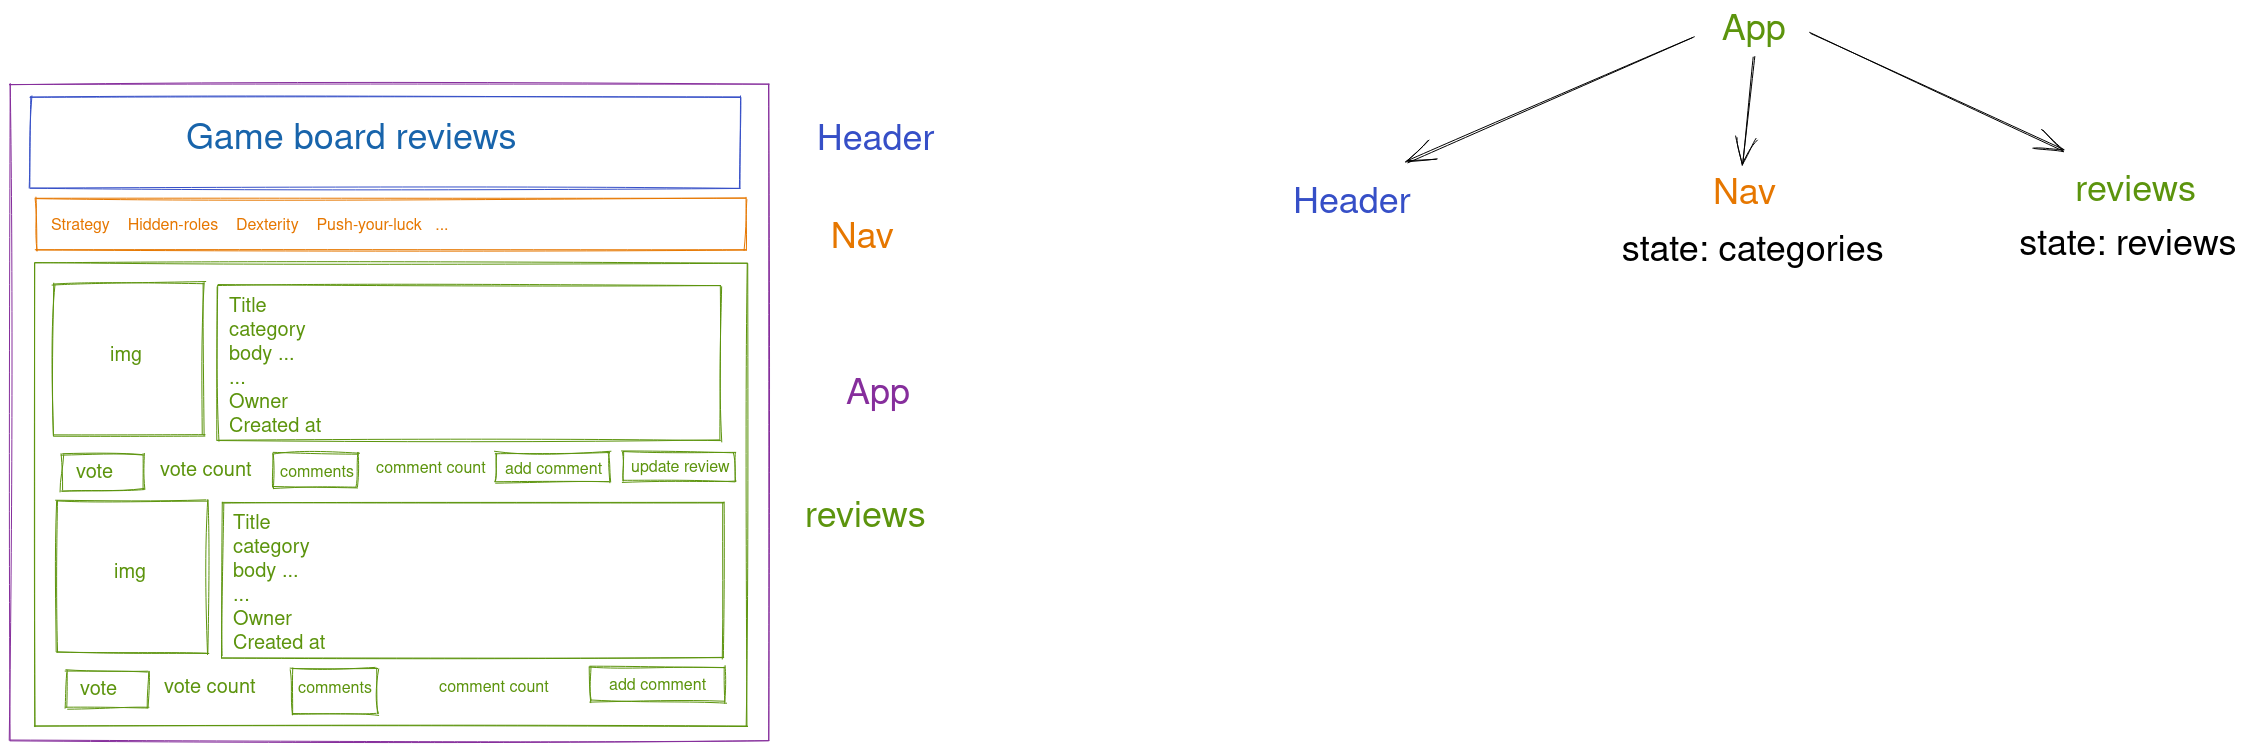 Game board reviews
Strategy Hidden-roles Dexterity Push-your-luck ...
img
Title
category
body ...
...
Owner
Created at
vote vote count comments comment count add comment update review
img
Title
category
body ...
...
Owner
Created at
vote vote count comments comment count add comment
Header
Nav
App
reviews
App
Header
Nav
state: categories
reviews
state: reviews